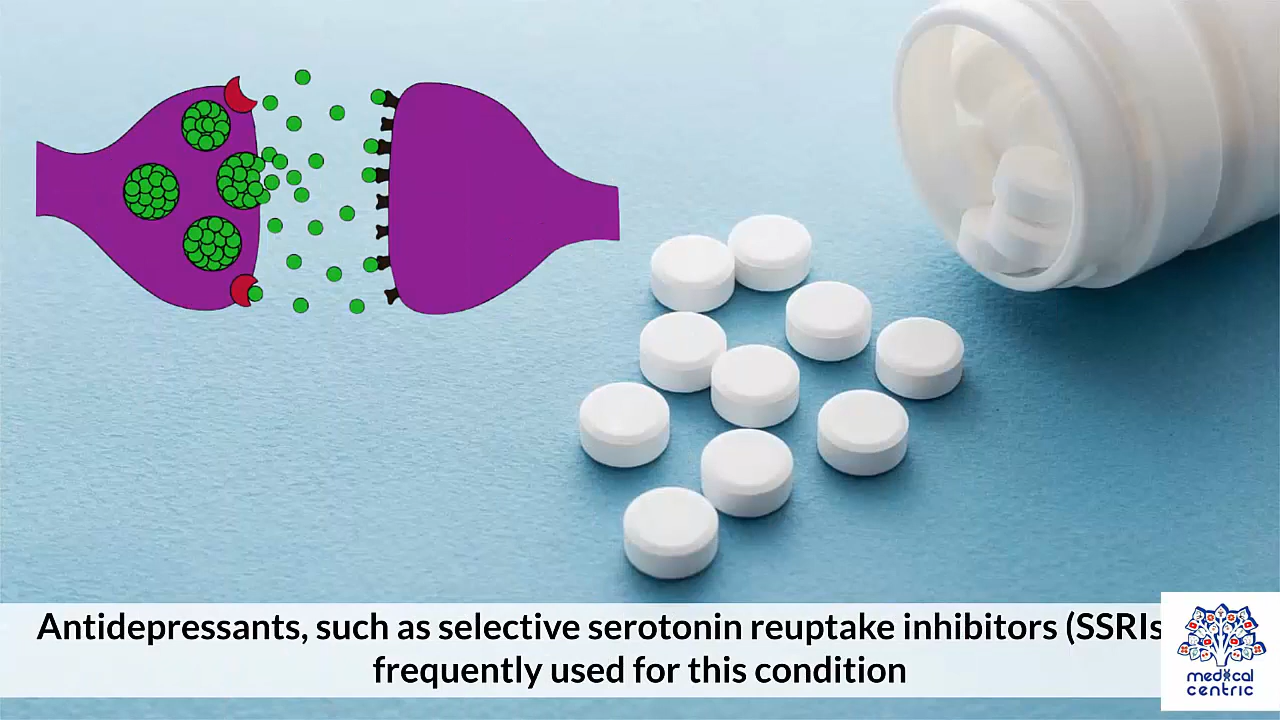 Antidepressants, such as selective serotonin reuptake inhibitors (SSRIs
frequently used for this condition
medical
centric